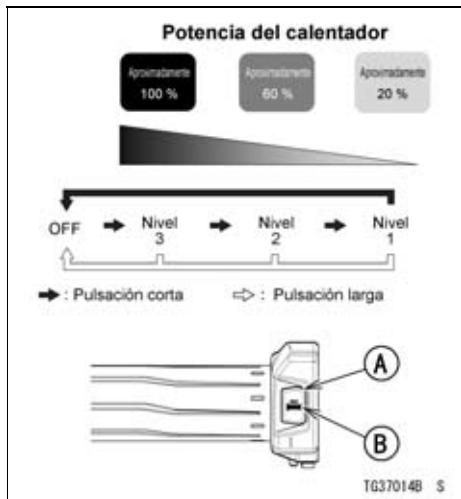 Potencia del calentador
Aproximadamente Aproximadamente Aproximadamente
100 % 60 % 20 %
OFF Nivel Nivel Nivel
3 2 1
: Pulsación corta : Pulsación larga
A
B
TG37014B S